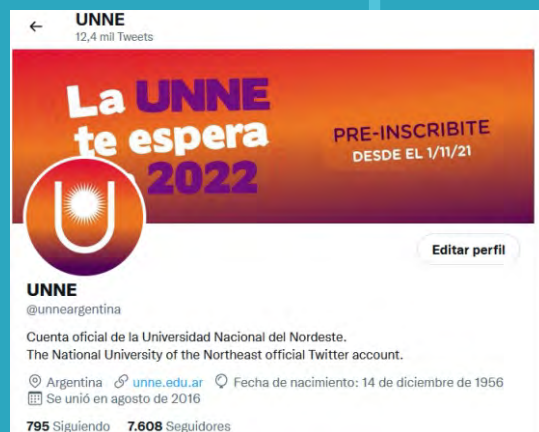 UNNE
12,4 mil Tweets
La UNNE
te espera
2022
PRE-INSCRIBITE
DESDE EL 1/11/21
Editar perfil
UNNE
@unneargentina
Cuenta oficial de la Universidad Nacional del Nordeste.
The National University of the Northeast official Twitter account.
Argentina unne.edu.ar Fecha de nacimiento: 14 de diciembre de 1956
Se unió en agosto de 2016
795 Siguiendo 7.608 Seguidores